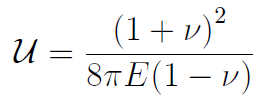 𝒰 = (1 + ν)² / 8πE(1 − ν)